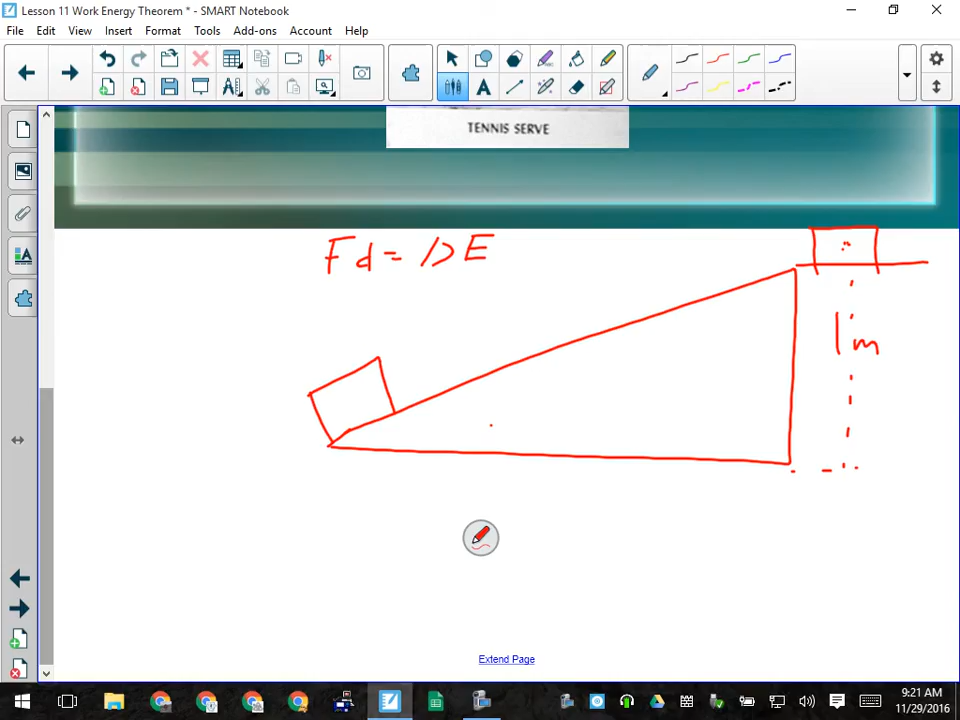 Lesson 11 Work Energy Theorem * - SMART Notebook
File Edit View Insert Format Tools Add-ons Account Help
TENNIS SERVE
Fd = DE
1m
Extend Page
9:21 AM
11/29/2016